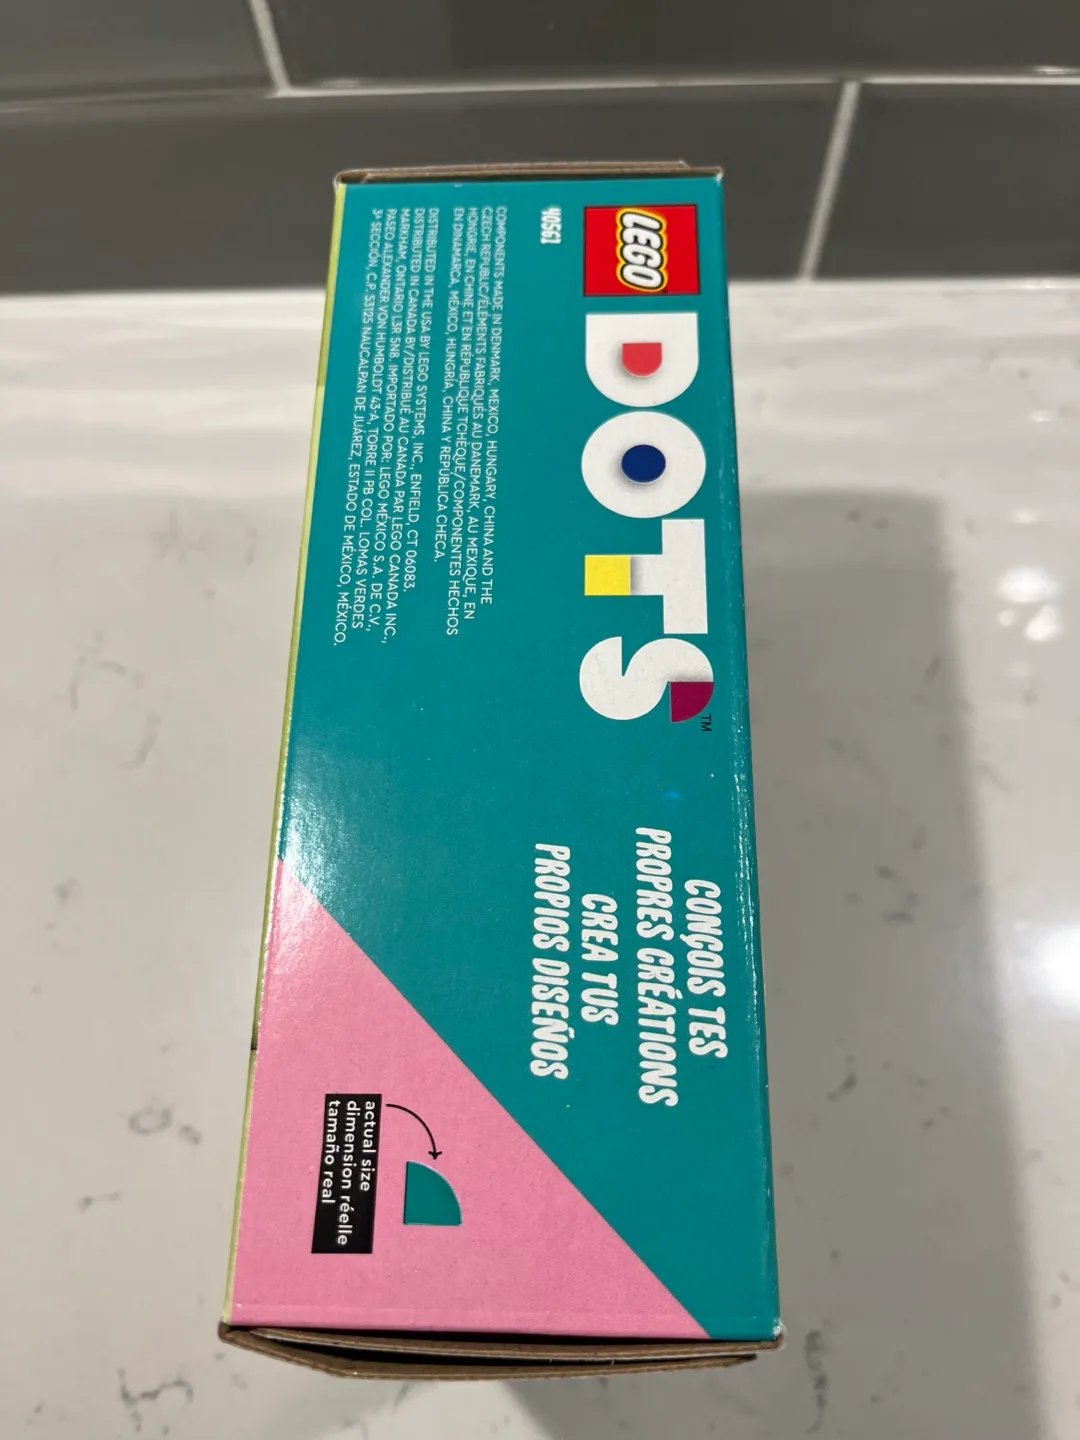 LEGO
DOTS™
40561
COMPONENTS MADE IN DENMARK, MEXICO, HUNGARY, CHINA AND THE
CZECH REPUBLIC/ÉLÉMENTS FABRIQUÉS AU DANEMARK, AU MEXIQUE, EN
HONGRIE, EN CHINE ET EN RÉPUBLIQUE TCHÈQUE/COMPONENTES HECHOS
EN DINAMARCA, MÉXICO, HUNGRÍA, CHINA Y REPÚBLICA CHECA.
DISTRIBUTED IN THE USA BY LEGO SYSTEMS, INC., ENFIELD, CT 06083.
DISTRIBUTED IN CANADA BY/DISTRIBUÉ AU CANADA PAR LEGO CANADA INC.,
MARKHAM, ONTARIO L3R 5N8. IMPORTADO POR: LEGO MÉXICO S.A. DE C.V.,
PASEO ALEXANDER VON HUMBOLDT 43-A, TORRE II PB COL. LOMAS VERDES
3ª SECCIÓN, C.P. 53125 NAUCALPAN DE JUÁREZ, ESTADO DE MÉXICO, MÉXICO.
CONÇOIS TES
PROPRES CRÉATIONS
CREA TUS
PROPIOS DISEÑOS
actual size
dimension réelle
tamaño real